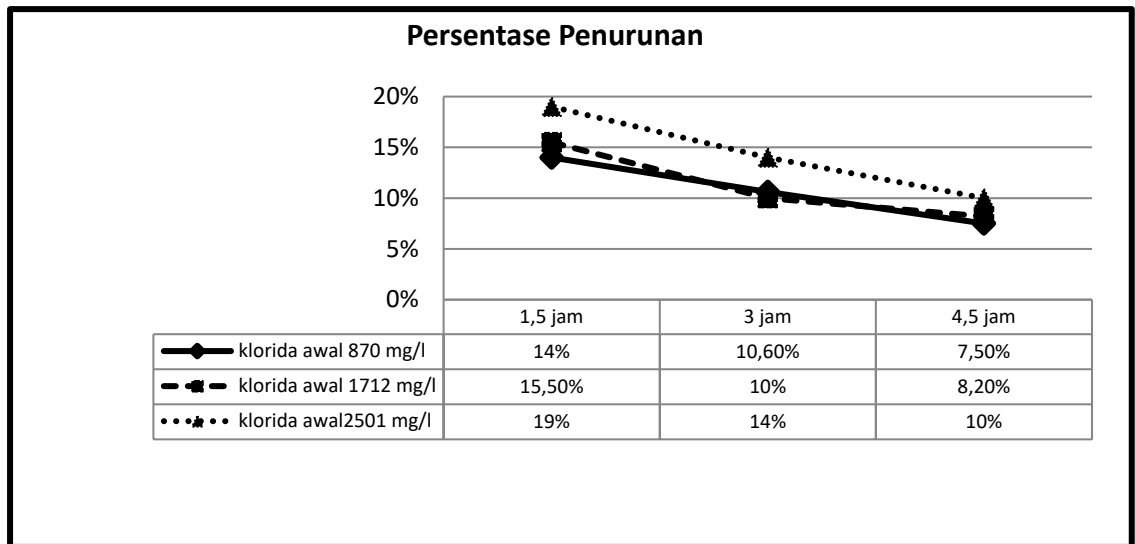 Persentase Penurunan
20%
15%
10%
5%
0%
1,5 jam 3 jam 4,5 jam
klorida awal 870 mg/l 14% 10,60% 7,50%
klorida awal 1712 mg/l 15,50% 10% 8,20%
klorida awal2501 mg/l 19% 14% 10%